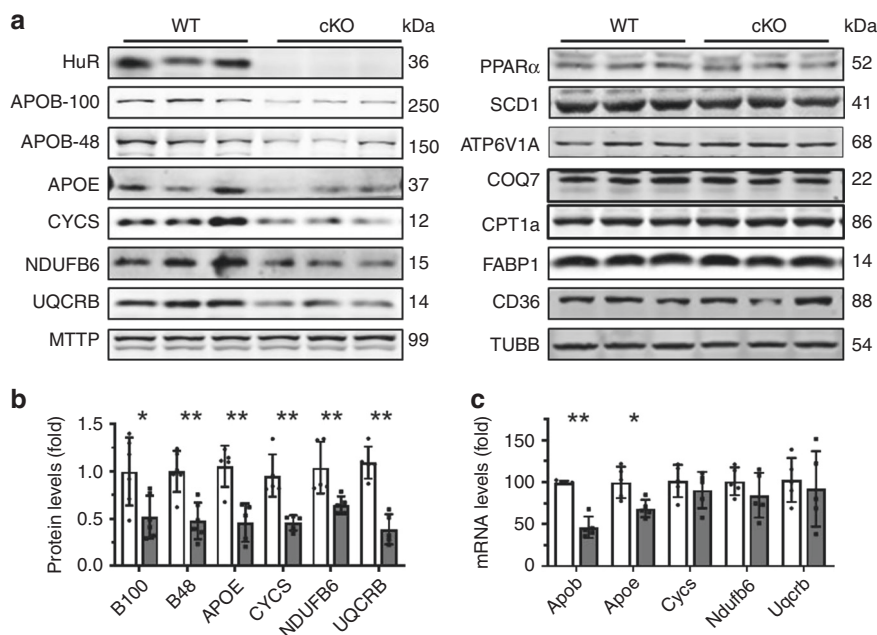 a
WT cKO kDa
HuR 36
APOB-100 250
APOB-48 150
APOE 37
CYCS 12
NDUFB6 15
UQCRB 14
MTTP 99
WT cKO kDa
PPARα 52
SCD1 41
ATP6V1A 68
COQ7 22
CPT1a 86
FABP1 14
CD36 88
TUBB 54
b
Protein levels (fold)
1.5
1.0
0.5
0.0
* ** ** ** ** **
B100 B48 APOE CYCS NDUFB6 UQCRB
c
mRNA levels (fold)
150
100
50
0
** *
Apob Apoe Cycs Ndufb6 Uqcrb